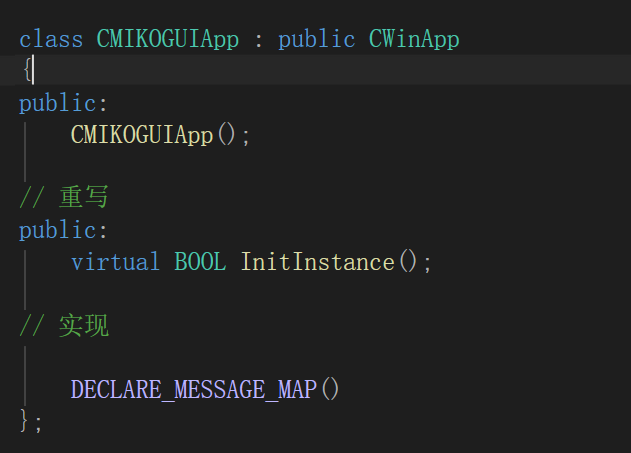 class CMIKOGUIApp : public CWinApp
{
public:
    CMIKOGUIApp();
// 重写
public:
    virtual BOOL InitInstance();
// 实现
    DECLARE_MESSAGE_MAP()
};